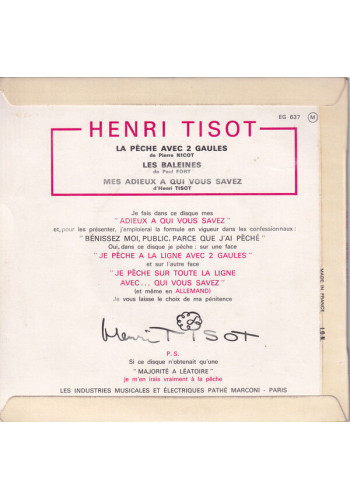 EG 627 M
HENRI TISOT
LA PÊCHE AVEC 2 GAULES
de Pierre NICOT
LES BALEINES
de Paul FORT
MES ADIEUX A QUI VOUS SAVEZ
d'Henri TISOT
Je fais dans ce disque mes
"ADIEUX A QUI VOUS SAVEZ"
et, pour les présenter, j'emploierai la formule en vigueur dans les confessionnaux :
"BÉNISSEZ MOI, PUBLIC, PARCE QUE J'AI PÉCHÉ"
Oui, dans ce disque je pêche : sur une face
"JE PÊCHE A LA LIGNE AVEC 2 GAULES"
et sur l'autre face
"JE PÊCHE SUR TOUTE LA LIGNE
AVEC... QUI VOUS SAVEZ"
(et même en ALLEMAND)
Je vous laisse le choix de ma pénitence
Henri TISOT
P.S.
Si ce disque n'obtenait qu'une
"MAJORITÉ A LÉATOIRE"
je m'en irais vraiment à la pêche
LES INDUSTRIES MUSICALES ET ÉLECTRIQUES PATHÉ MARCONI - PARIS
MADE IN FRANCE